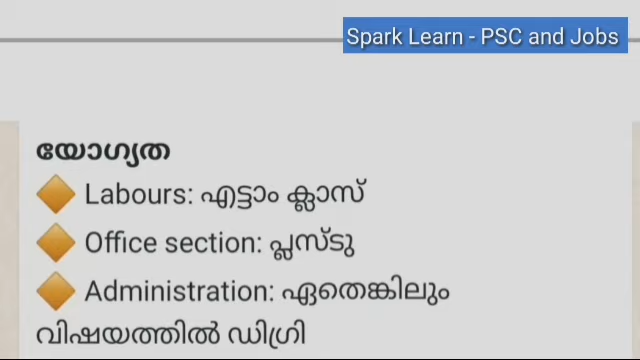 Spark Learn - PSC and Jobs
യോഗ്യത
Labours: എട്ടാം ക്ലാസ്
Office section: പ്ലസ്ടു
Administration: ഏതെങ്കിലും
വിഷയത്തിൽ ഡിഗ്രി